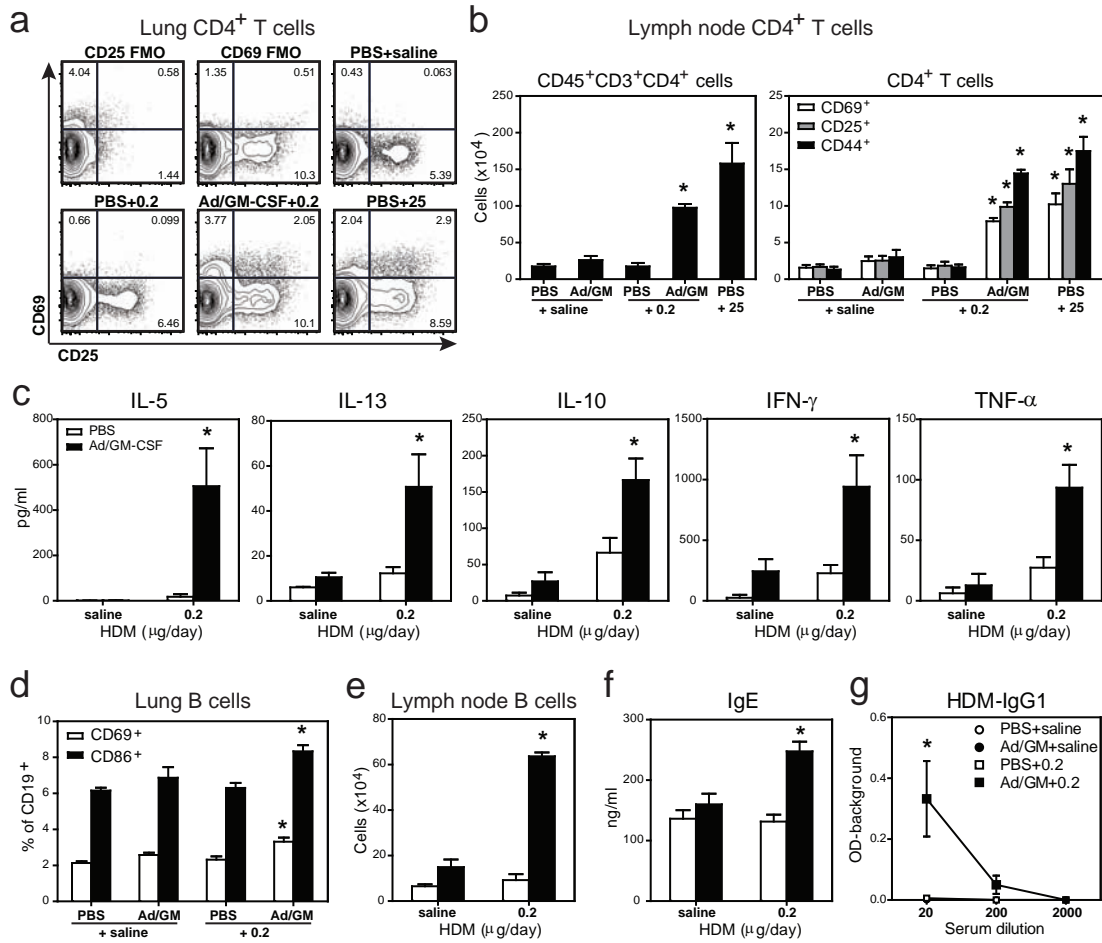 a
Lung CD4+ T cells
CD25 FMO
CD69 FMO
PBS+saline
4.04 0.58
1.44
1.35 0.51
10.3
0.43 0.063
5.39
PBS+0.2
Ad/GM-CSF+0.2
PBS+25
0.66 0.099
6.46
3.77 2.05
10.1
2.04 2.9
8.59
CD69
CD25
b
Lymph node CD4+ T cells
CD45+CD3+CD4+ cells
Cells (x104)
250
200
150
100
50
0
*
*
PBS Ad/GM PBS Ad/GM PBS
+ saline + 0.2 + 25
CD4+ T cells
CD69+
CD25+
CD44+
25
20
15
10
5
0
* * *
* * *
PBS Ad/GM PBS Ad/GM PBS
+ saline + 0.2 + 25
c
IL-5
PBS
Ad/GM-CSF
pg/ml
800
600
400
200
0
*
saline 0.2
HDM (μg/day)
IL-13
80
60
40
20
0
*
saline 0.2
HDM (μg/day)
IL-10
250
200
150
100
50
0
*
saline 0.2
HDM (μg/day)
IFN-γ
1500
1000
500
0
*
saline 0.2
HDM (μg/day)
TNF-α
150
100
50
0
*
saline 0.2
HDM (μg/day)
d
Lung B cells
CD69+
CD86+
% of CD19+
10
8
6
4
2
0
*
*
PBS Ad/GM PBS Ad/GM
+ saline + 0.2
e
Lymph node B cells
Cells (x104)
80
60
40
20
0
*
saline 0.2
HDM (μg/day)
f
IgE
ng/ml
300
200
100
0
*
saline 0.2
HDM (μg/day)
g
HDM-IgG1
PBS+saline
Ad/GM+saline
PBS+0.2
Ad/GM+0.2
OD-background
0.6
0.4
0.2
0.0
*
20 200 2000
Serum dilution